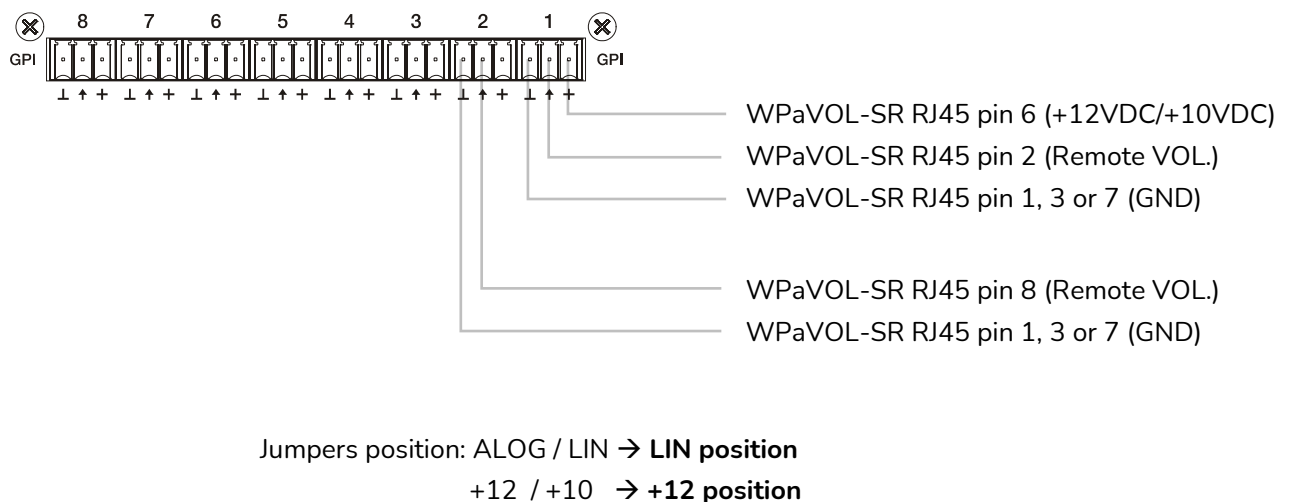 8 7 6 5 4 3 2 1
GPI GPI
⊥ ↑ + ⊥ ↑ + ⊥ ↑ + ⊥ ↑ + ⊥ ↑ + ⊥ ↑ + ⊥ ↑ + ⊥ ↑ +
WPaVOL-SR RJ45 pin 6 (+12VDC/+10VDC)
WPaVOL-SR RJ45 pin 2 (Remote VOL.)
WPaVOL-SR RJ45 pin 1, 3 or 7 (GND)
WPaVOL-SR RJ45 pin 8 (Remote VOL.)
WPaVOL-SR RJ45 pin 1, 3 or 7 (GND)
Jumpers position: ALOG / LIN → LIN position
+12 / +10 → +12 position